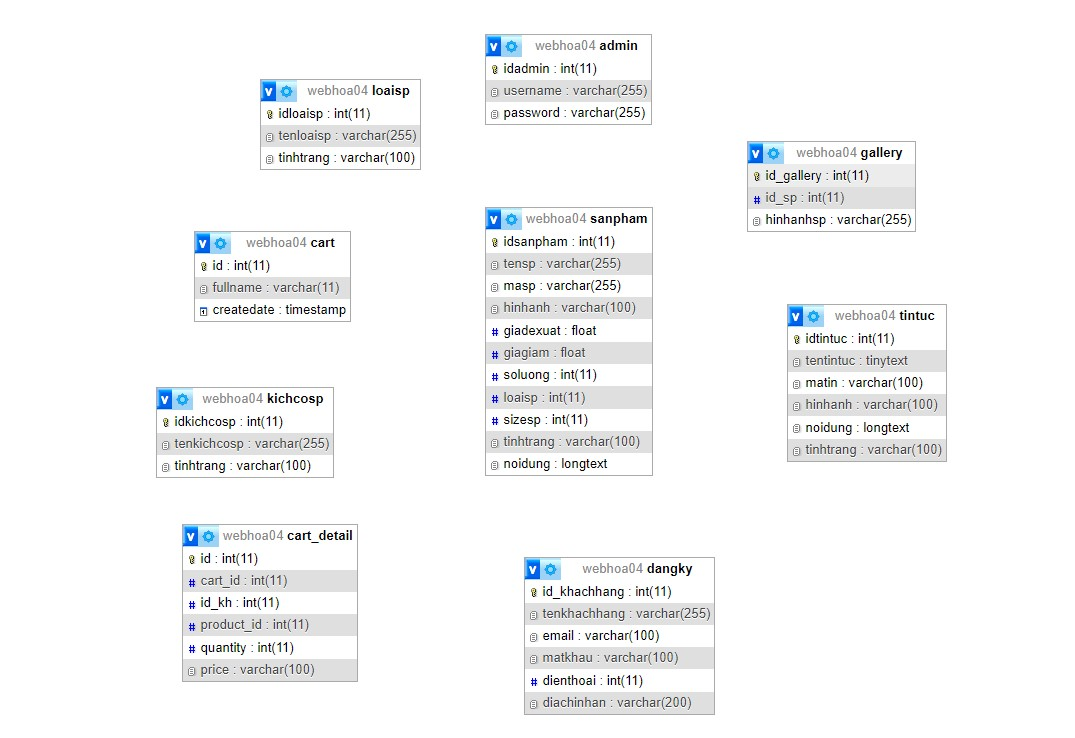 webhoa04 admin
idadmin : int(11)
username : varchar(255)
password : varchar(255)
webhoa04 loaisp
idloaisp : int(11)
tenloaisp : varchar(255)
tinhtrang : varchar(100)
webhoa04 gallery
id_gallery : int(11)
id_sp : int(11)
hinhanhsp : varchar(255)
webhoa04 cart
id : int(11)
fullname : varchar(11)
createdate : timestamp
webhoa04 sanpham
idsanpham : int(11)
tensp : varchar(255)
masp : varchar(255)
hinhanh : varchar(100)
giadexuat : float
giagiam : float
soluong : int(11)
loaisp : int(11)
sizesp : int(11)
tinhtrang : varchar(100)
noidung : longtext
webhoa04 tintuc
idtintuc : int(11)
tentintuc : tinytext
matin : varchar(100)
hinhanh : varchar(100)
noidung : longtext
tinhtrang : varchar(100)
webhoa04 kichcosp
idkichcosp : int(11)
tenkichcosp : varchar(255)
tinhtrang : varchar(100)
webhoa04 cart_detail
id : int(11)
cart_id : int(11)
id_kh : int(11)
product_id : int(11)
quantity : int(11)
price : varchar(100)
webhoa04 dangky
id_khachhang : int(11)
tenkhachhang : varchar(255)
email : varchar(100)
matkhau : varchar(100)
dienthoai : int(11)
diachinhan : varchar(200)